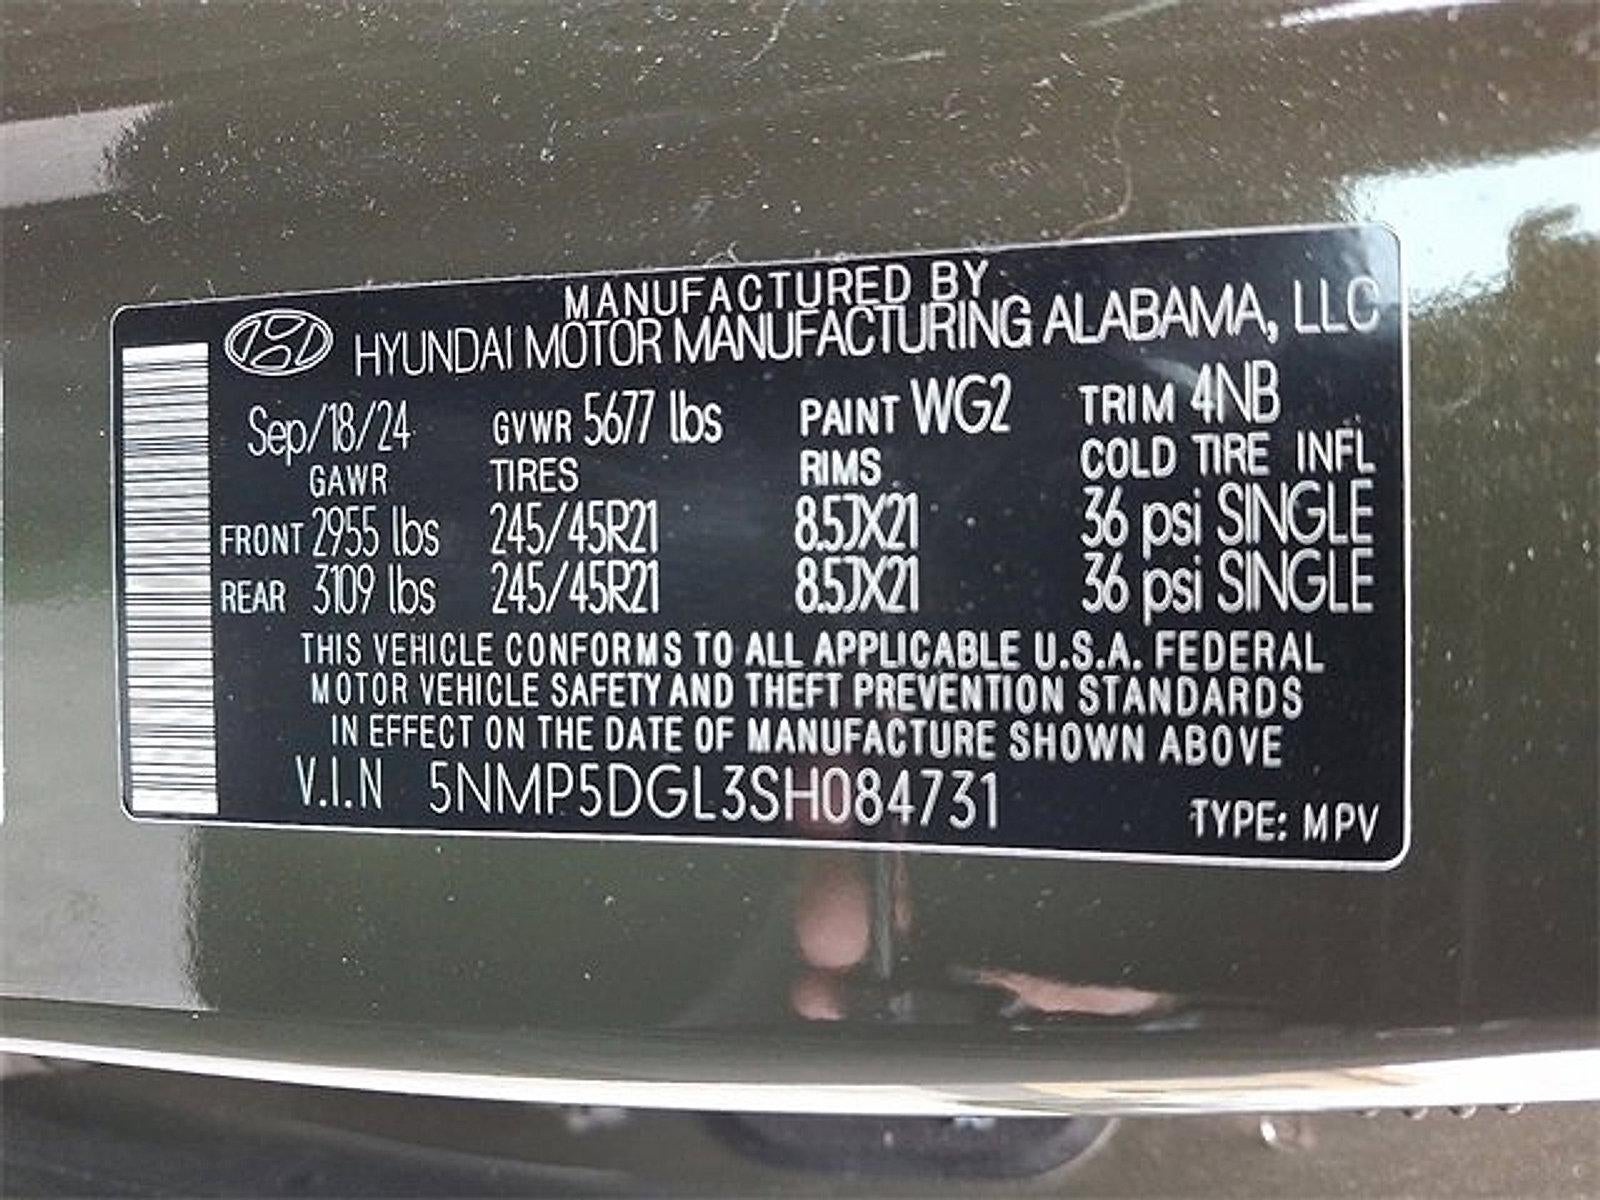 MANUFACTURED BY
HYUNDAI MOTOR MANUFACTURING ALABAMA, LLC
Sep/18/24 GVWR 5677 lbs PAINT WG2 TRIM 4NB
GAWR TIRES RIMS COLD TIRE INFL
FRONT 2955 lbs 245/45R21 8.5JX21 36 psi SINGLE
REAR 3109 lbs 245/45R21 8.5JX21 36 psi SINGLE
THIS VEHICLE CONFORMS TO ALL APPLICABLE U.S.A. FEDERAL
MOTOR VEHICLE SAFETY AND THEFT PREVENTION STANDARDS
IN EFFECT ON THE DATE OF MANUFACTURE SHOWN ABOVE
V.I.N 5NMP5DGL3SH084731 TYPE: MPV